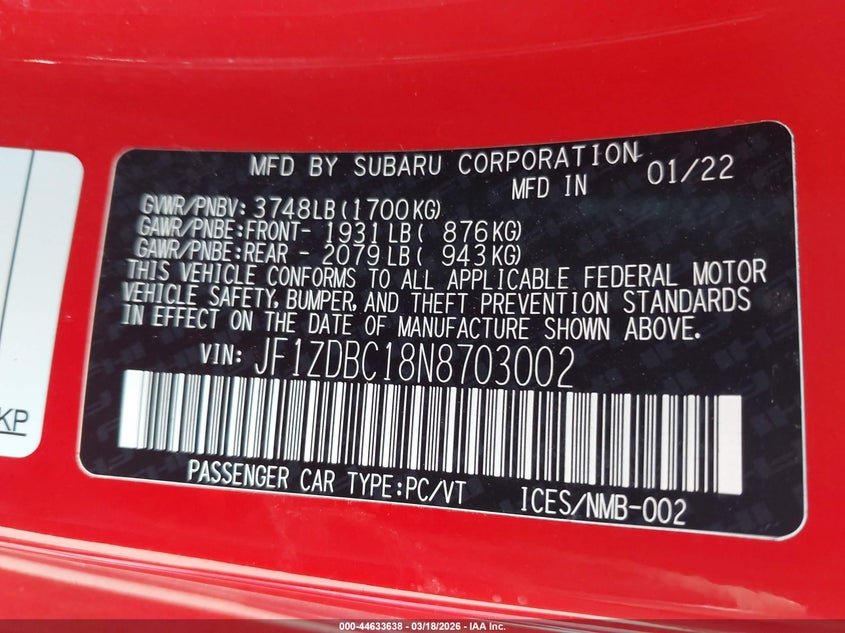 MFD BY SUBARU CORPORATION
MFD IN 01/22
GVWR/PNBV: 3748LB(1700KG)
GAWR/PNBE:FRONT- 1931LB( 876KG)
GAWR/PNBE:REAR - 2079LB( 943KG)
THIS VEHICLE CONFORMS TO ALL APPLICABLE FEDERAL MOTOR
VEHICLE SAFETY, BUMPER, AND THEFT PREVENTION STANDARDS
IN EFFECT ON THE DATE OF MANUFACTURE SHOWN ABOVE.
VIN: JF1ZDBC18N8703002
PASSENGER CAR TYPE:PC/VT
ICES/NMB-002
KP
000-44633638 - 03/18/2026 - IAA Inc.